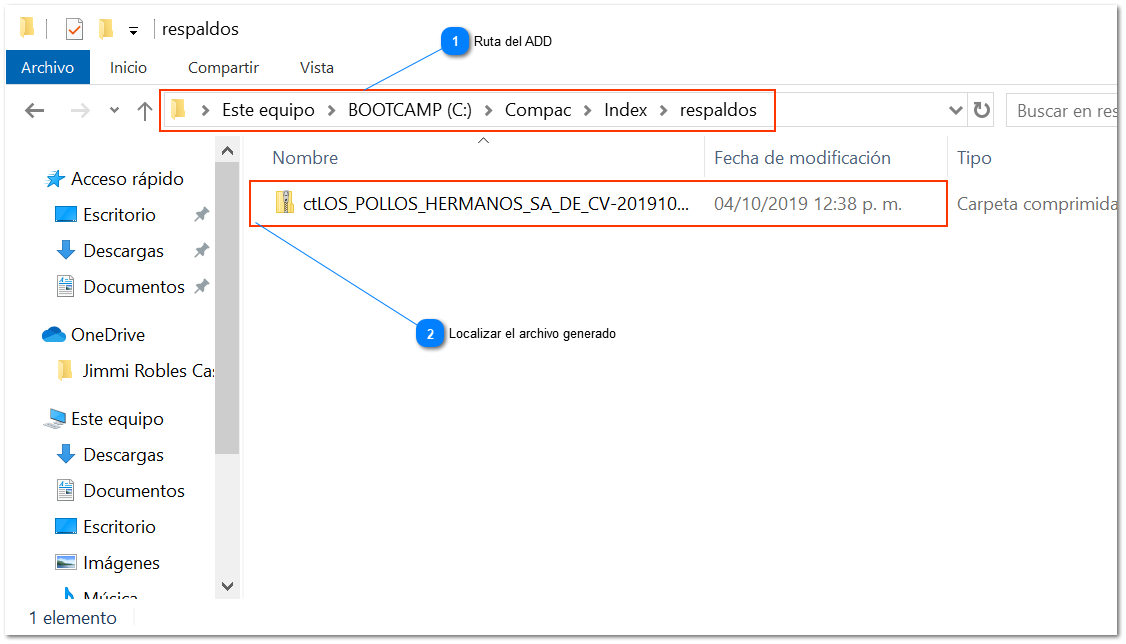 respaldos
1 Ruta del ADD
Archivo Inicio Compartir Vista
Este equipo > BOOTCAMP (C:) > Compac > Index > respaldos
Buscar en res
Nombre Fecha de modificación Tipo
ctLOS_POLLOS_HERMANOS_SA_DE_CV-201910... 04/10/2019 12:38 p. m. Carpeta comprimida
Acceso rápido
Escritorio
Descargas
Documentos
OneDrive
Jimmi Robles Cas
Este equipo
Descargas
Documentos
Escritorio
Imágenes
Música
2 Localizar el archivo generado
1 elemento